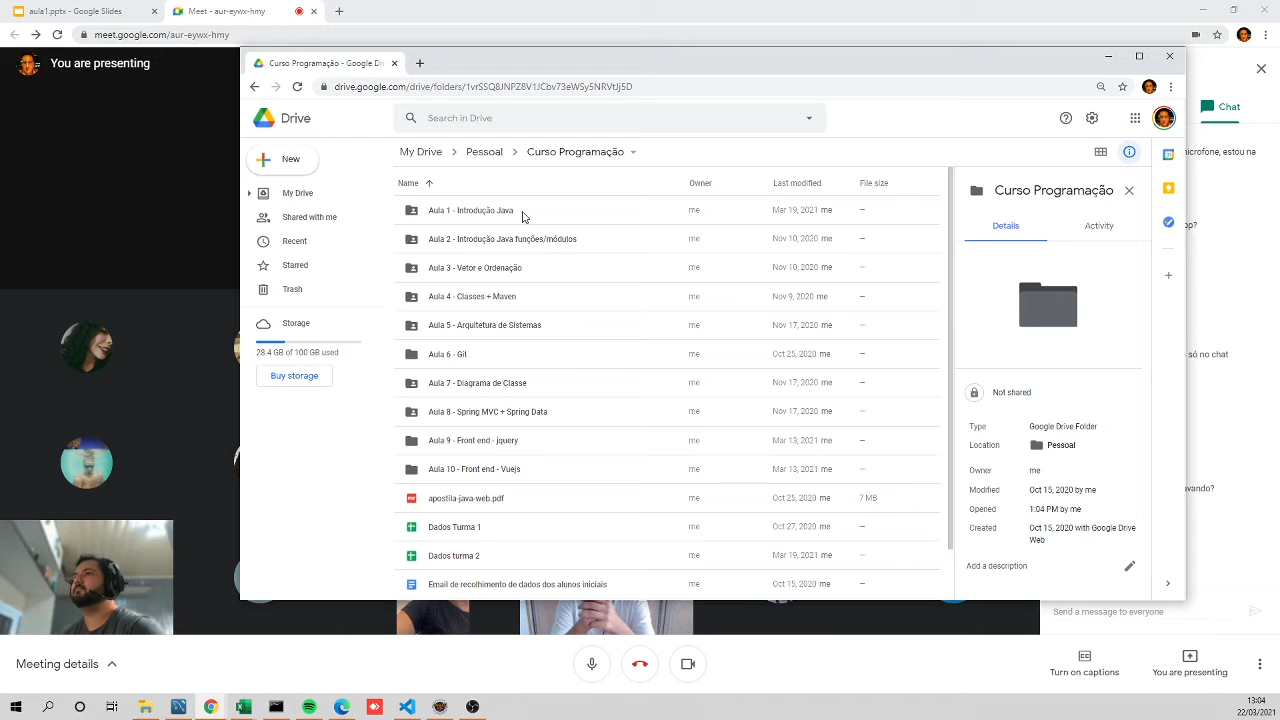 aula1.pptx - Google Slides
Meet - aur-eywx-hmy
meet.google.com/aur-eywx-hmy
You are presenting
Curso Programação - Google Dri
drive.google.com/drive/folders/1vrSSQ8JNPZ8V1JCbv73eWSy5NRVtJj5D
Drive
Search in Drive
New
My Drive
Shared with me
Recent
Starred
Trash
Storage
28.4 GB of 100 GB used
Buy storage
My Drive > Pessoal > Curso Programação
Name Owner Last modified File size
Aula 1 - Introdução Java me Mar 19, 2021 me –
Aula 2 - Introdução Java funções/módulos me Nov 10, 2020 me –
Aula 3 - Vetor e Ordenação me Nov 10, 2020 me –
Aula 4 - Classes + Maven me Nov 9, 2020 me –
Aula 5 - Arquitetura de Sistemas me Nov 17, 2020 me –
Aula 6 - Git me Oct 25, 2020 me –
Aula 7 - Diagrama de Classe me Nov 17, 2020 me –
Aula 8 - Spring MVC + Spring Data me Nov 17, 2020 me –
Aula 9 - Front end - jquery me Mar 13, 2021 me –
Aula 10 - Front end - Vuejs me Mar 13, 2021 me –
PDF apostila-java-web.pdf me Oct 25, 2020 me 7 MB
Dados Turma 1 me Oct 27, 2020 me –
Dados turma 2 me Mar 19, 2021 me –
Email de recolhimento de dados dos alunos iniciais me Oct 15, 2020 me –
Curso Programação
Details Activity
Not shared
Type Google Drive Folder
Location Pessoal
Owner me
Modified Oct 15, 2020 by me
Opened 1:04 PM by me
Created Oct 15, 2020 with Google Drive
Web
Add a description
Chat
microfone, estou na
op?
só no chat
avando?
Send a message to everyone
Meeting details
Turn on captions
You are presenting
13:04
22/03/2021